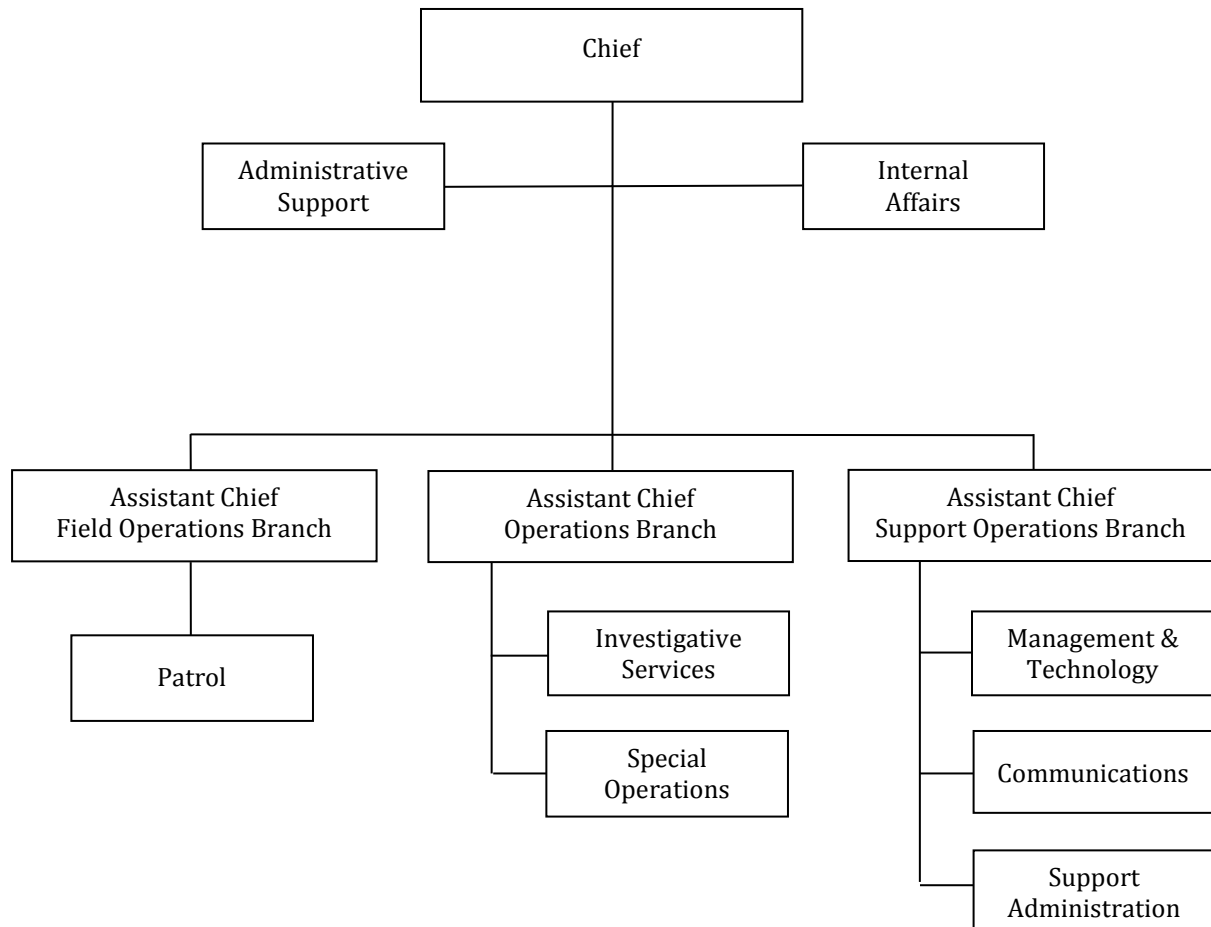 Chief
Administrative
Support
Internal
Affairs
Assistant Chief
Field Operations Branch
Assistant Chief
Operations Branch
Assistant Chief
Support Operations Branch
Patrol
Investigative
Services
Special
Operations
Management &
Technology
Communications
Support
Administration